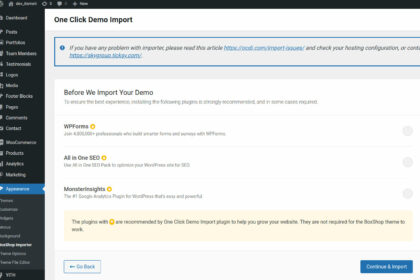 dev_dament
5
0
New
Dashboard
Posts
Portfolios
Team Members
Testimonials
Logos
Media
Footer Blocks
Pages
Comments
Contact
WooCommerce
Products
Analytics
Marketing
Appearance
Themes
Customize
Widgets
Menus
Background
BoxShop Importer
Theme Options
Theme File Editor
YITH
One Click Demo Import
If you have any problem with importer, please read this article https://ocdi.com/import-issues/ and check your hosting configuration, or conta
https://skygroup.ticksy.com/
Before We Import Your Demo
To ensure the best experience, installing the following plugins is strongly recommended, and in some cases required.
WPForms
Join 4,000,000+ professionals who build smarter forms and surveys with WPForms.
All in One SEO
Use All in One SEO Pack to optimize your WordPress site for SEO.
MonsterInsights
The #1 Google Analytics Plugin for WordPress that's easy and powerful.
The plugins with are recommended by One Click Demo Import plugin to help you grow your website. They are not required for the BoxShop theme to
work.
← Go Back
Continue & Import